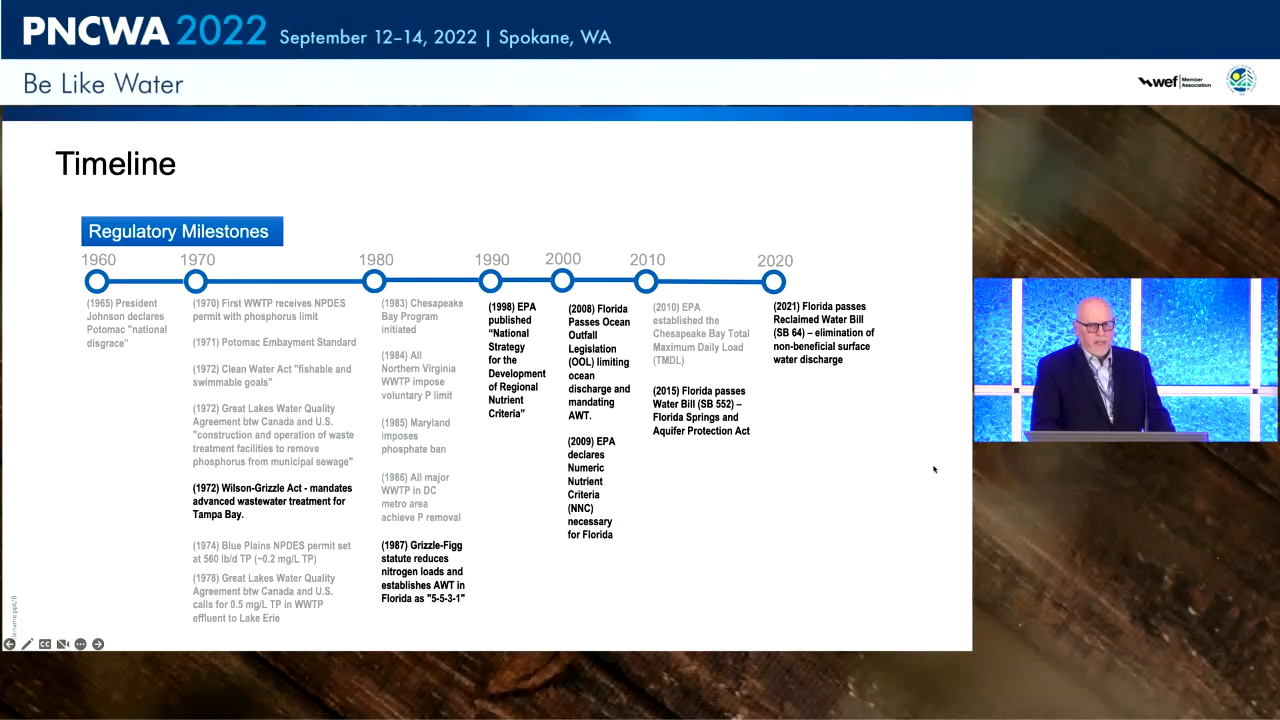 PNCWA 2022 September 12–14, 2022 | Spokane, WA
Be Like Water
wef Member
Association
Timeline
Regulatory Milestones
1960
1970
1980
1990
2000
2010
2020
(1965) President
Johnson declares
Potomac "national
disgrace"
(1970) First WWTP receives NPDES
permit with phosphorus limit
(1971) Potomac Embayment Standard
(1972) Clean Water Act "fishable and
swimmable goals"
(1972) Great Lakes Water Quality
Agreement btw Canada and U.S.
"construction and operation of waste
treatment facilities to remove
phosphorus from municipal sewage"
(1972) Wilson-Grizzle Act - mandates
advanced wastewater treatment for
Tampa Bay.
(1974) Blue Plains NPDES permit set
at 560 lb/d TP (~0.2 mg/L TP)
(1978) Great Lakes Water Quality
Agreement btw Canada and U.S.
calls for 0.5 mg/L TP in WWTP
effluent to Lake Erie
(1983) Chesapeake
Bay Program
initiated
(1984) All
Northern Virginia
WWTP impose
voluntary P limit
(1985) Maryland
imposes
phosphate ban
(1986) All major
WWTP in DC
metro area
achieve P removal
(1987) Grizzle-Figg
statute reduces
nitrogen loads and
establishes AWT in
Florida as "5-5-3-1"
(1998) EPA
published
"National
Strategy
for the
Development
of Regional
Nutrient
Criteria"
(2008) Florida
Passes Ocean
Outfall
Legislation
(OOL) limiting
ocean
discharge and
mandating
AWT.
(2009) EPA
declares
Numeric
Nutrient
Criteria
(NNC)
necessary
for Florida
(2010) EPA
established the
Chesapeake Bay Total
Maximum Daily Load
(TMDL)
(2015) Florida passes
Water Bill (SB 552) –
Florida Springs and
Aquifer Protection Act
(2021) Florida passes
Reclaimed Water Bill
(SB 64) – elimination of
non-beneficial surface
water discharge